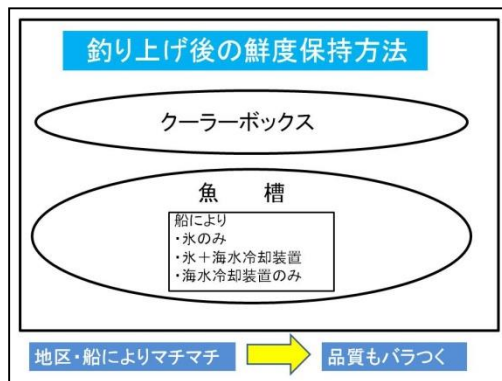 釣り上げ後の鮮度保持方法
クーラーボックス
魚　槽
船により
・氷のみ
・氷＋海水冷却装置
・海水冷却装置のみ
地区・船によりマチマチ
品質もバラつく